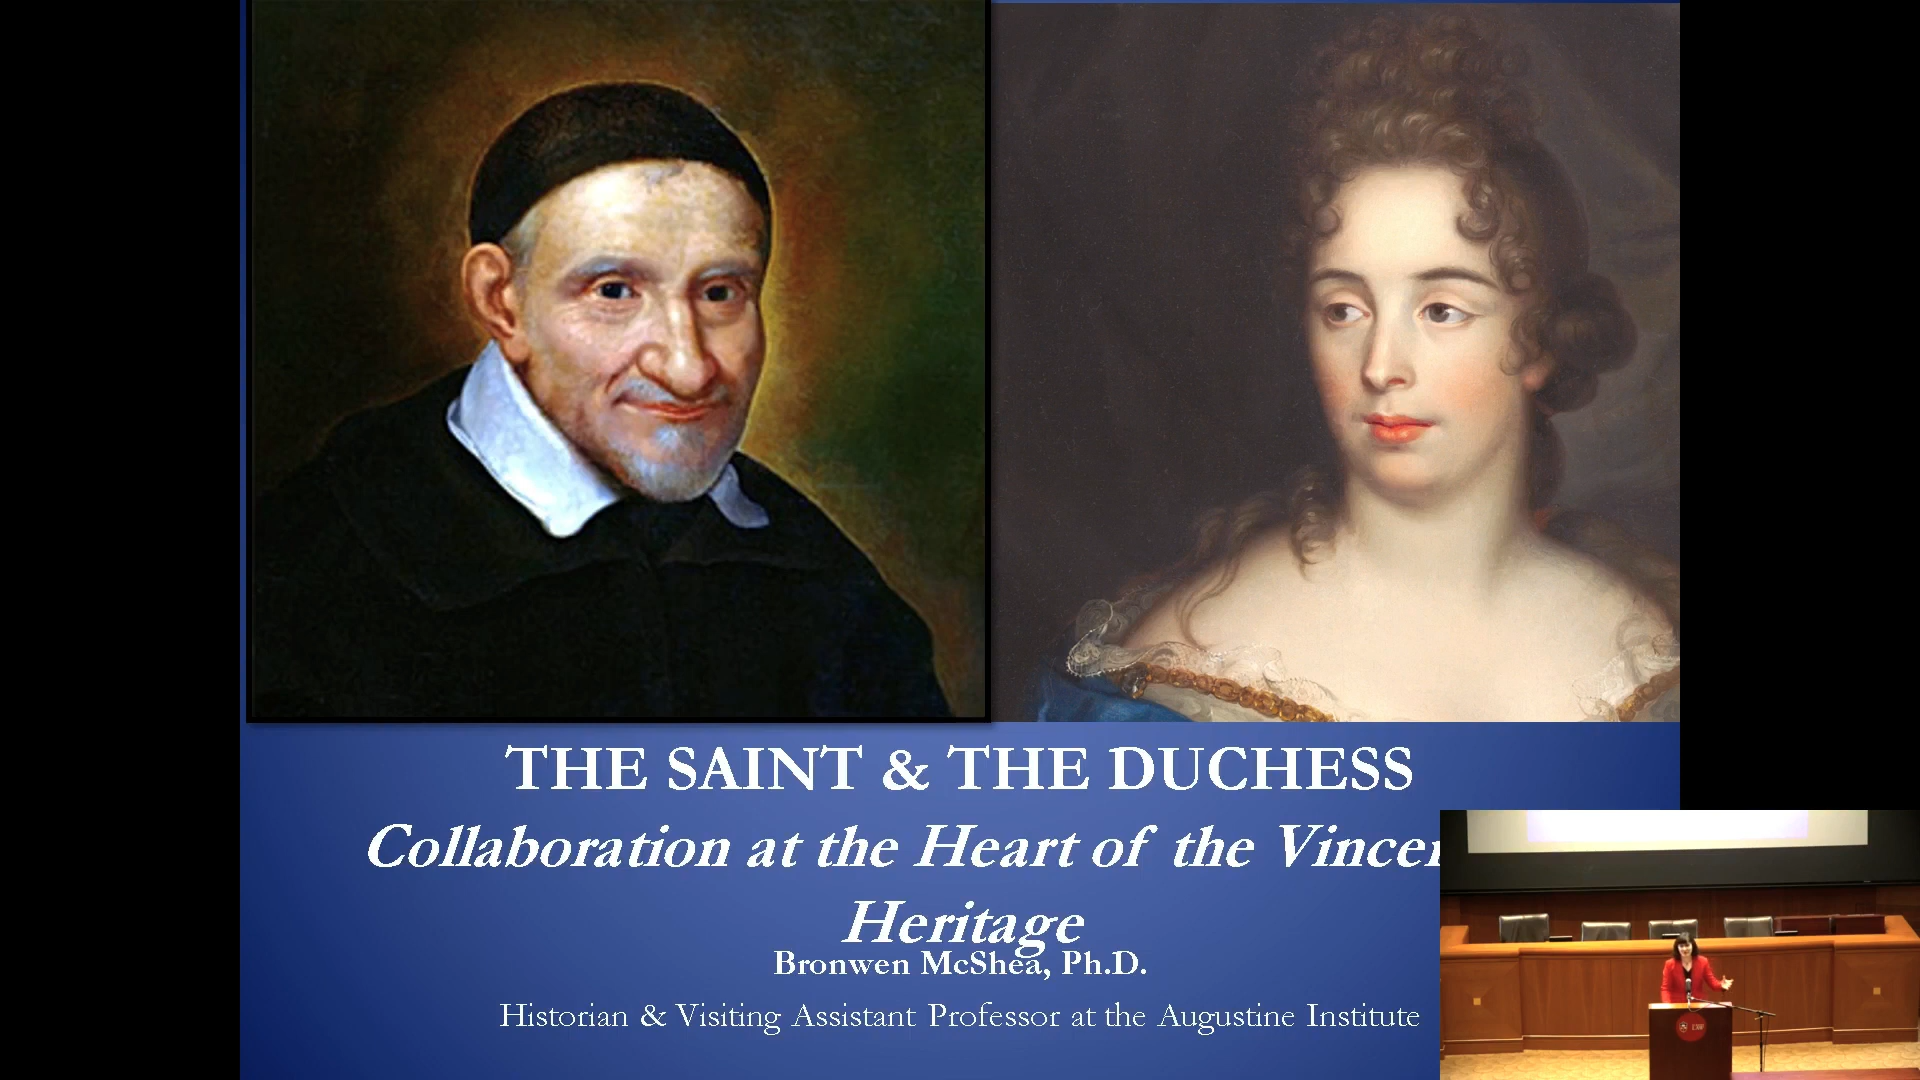 THE SAINT & THE DUCHESS
Collaboration at the Heart of the
Heritage
Bronwen McShea, Ph.D.
Historian & Visiting Assistant Professor at the Augustine Institute